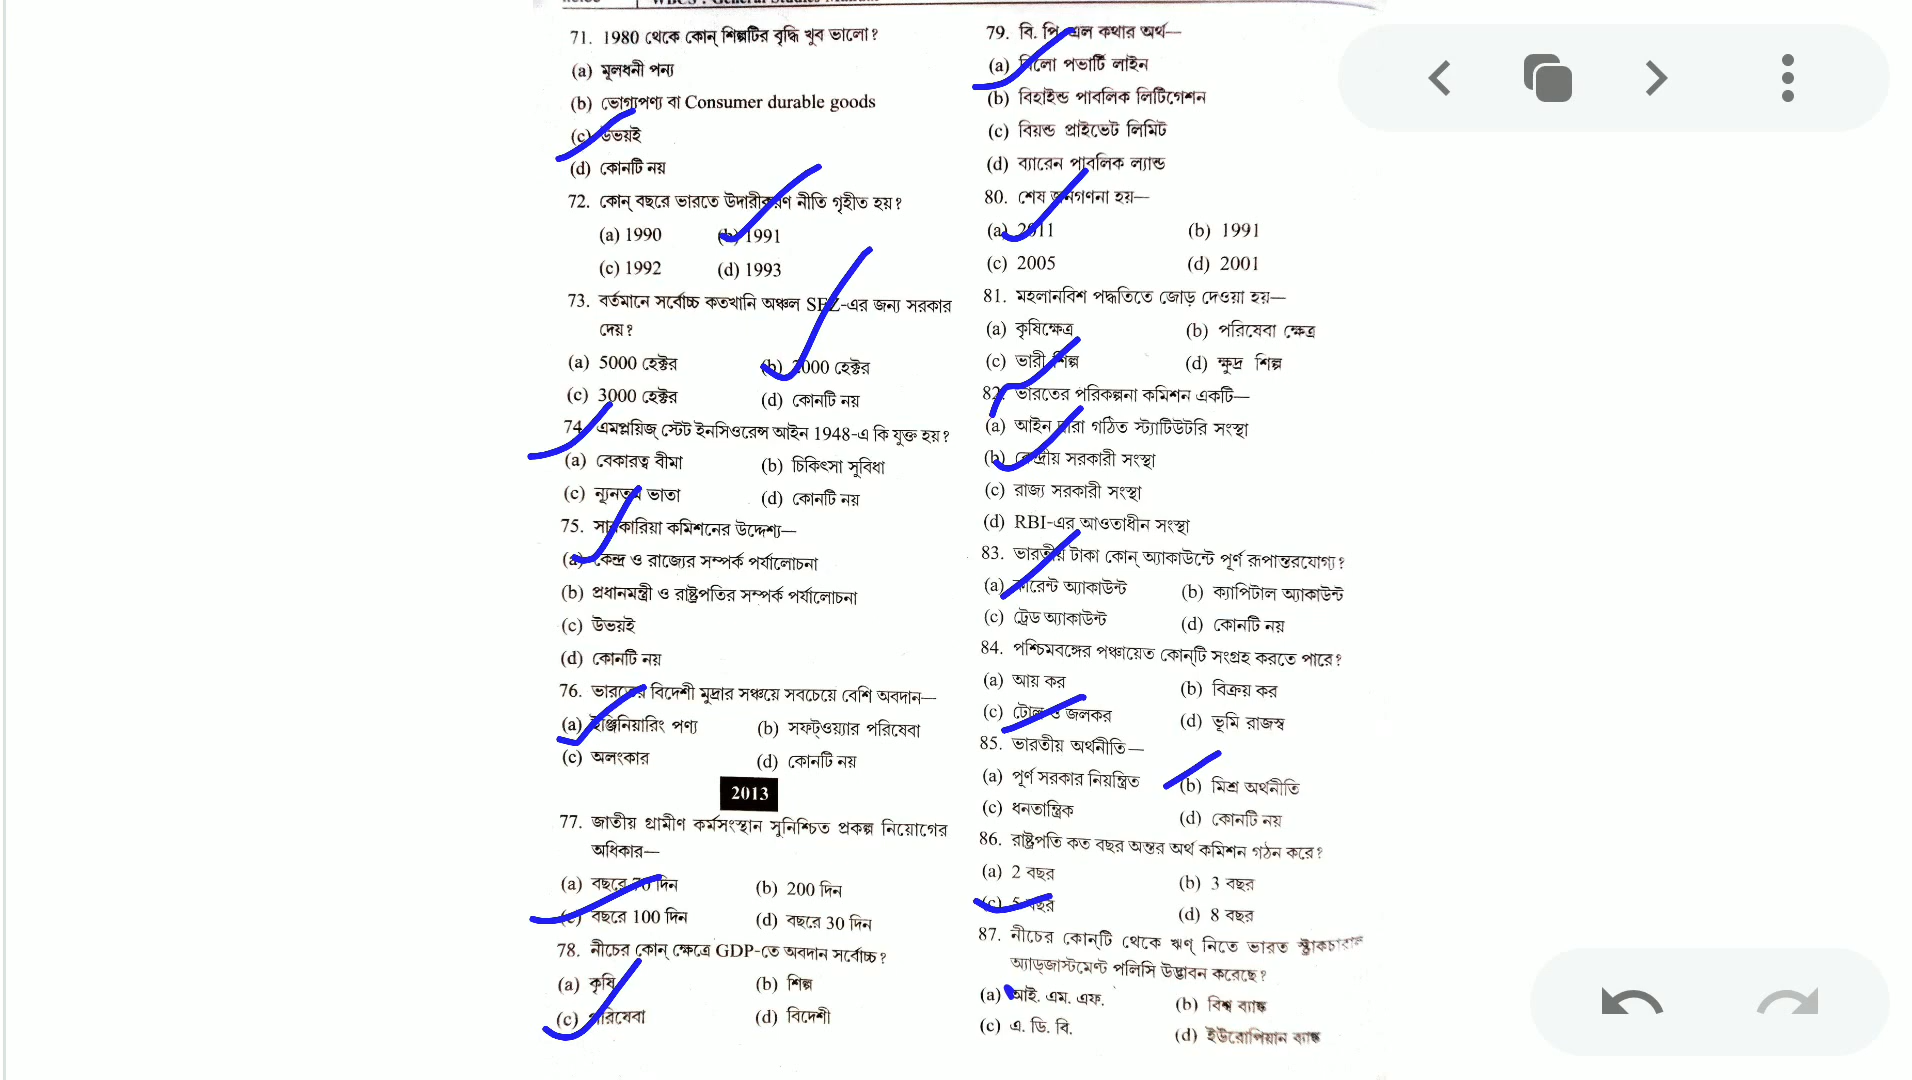 WBCS : General Studies Manual
71. 1980 থেকে কোন্ শিল্পটির বৃদ্ধি খুব ভালো?
(a) মূলধনী পন্য
(b) ভোগ্যপণ্য বা Consumer durable goods
(c) উভয়ই
(d) কোনটি নয়
72. কোন্ বছরে ভারতে উদারীকরণ নীতি গৃহীত হয়?
(a) 1990 (b) 1991
(c) 1992 (d) 1993
73. বর্তমানে সর্বোচ্চ কতখানি অঞ্চল SEZ-এর জন্য সরকার
দেয়?
(a) 5000 হেক্টর (b) 2000 হেক্টর
(c) 3000 হেক্টর (d) কোনটি নয়
74. এমপ্লয়িজ্ স্টেট ইনসিওরেন্স আইন 1948-এ কি যুক্ত হয়?
(a) বেকারত্ব বীমা (b) চিকিৎসা সুবিধা
(c) ন্যূনতম ভাতা (d) কোনটি নয়
75. সারকারিয়া কমিশনের উদ্দেশ্য—
(a) কেন্দ্র ও রাজ্যের সম্পর্ক পর্যালোচনা
(b) প্রধানমন্ত্রী ও রাষ্ট্রপতির সম্পর্ক পর্যালোচনা
(c) উভয়ই
(d) কোনটি নয়
76. ভারতের বিদেশী মুদ্রার সঞ্চয়ে সবচেয়ে বেশি অবদান—
(a) ইঞ্জিনিয়ারিং পণ্য (b) সফট্ওয়্যার পরিষেবা
(c) অলংকার (d) কোনটি নয়
2013
77. জাতীয় গ্রামীণ কর্মসংস্থান সুনিশ্চিত প্রকল্প নিয়োগের
অধিকার—
(a) বছরে 70 দিন (b) 200 দিন
(c) বছরে 100 দিন (d) বছরে 30 দিন
78. নীচের কোন্ ক্ষেত্রে GDP-তে অবদান সর্বোচ্চ?
(a) কৃষি (b) শিল্প
(c) পরিষেবা (d) বিদেশী
79. বি. পি. এল কথার অর্থ—
(a) বিলো পভার্টি লাইন
(b) বিহাইন্ড পাবলিক লিটিগেশন
(c) বিয়ন্ড প্রাইভেট লিমিট
(d) ব্যারেন পাবলিক ল্যান্ড
80. শেষ জনগণনা হয়—
(a) 2011 (b) 1991
(c) 2005 (d) 2001
81. মহলানবিশ পদ্ধতিতে জোড় দেওয়া হয়—
(a) কৃষিক্ষেত্র (b) পরিষেবা ক্ষেত্র
(c) ভারী শিল্প (d) ক্ষুদ্র শিল্প
82. ভারতের পরিকল্পনা কমিশন একটি—
(a) আইন দ্বারা গঠিত স্ট্যাটিউটরি সংস্থা
(b) কেন্দ্রীয় সরকারী সংস্থা
(c) রাজ্য সরকারী সংস্থা
(d) RBI-এর আওতাধীন সংস্থা
83. ভারতীয় টাকা কোন্ অ্যাকাউন্টে পূর্ণ রূপান্তরযোগ্য?
(a) কারেন্ট অ্যাকাউন্ট (b) ক্যাপিটাল অ্যাকাউন্ট
(c) ট্রেড অ্যাকাউন্ট (d) কোনটি নয়
84. পশ্চিমবঙ্গের পঞ্চায়েত কোন্‌টি সংগ্রহ করতে পারে?
(a) আয় কর (b) বিক্রয় কর
(c) টোল ও জলকর (d) ভূমি রাজস্ব
85. ভারতীয় অর্থনীতি—
(a) পূর্ণ সরকার নিয়ন্ত্রিত (b) মিশ্র অর্থনীতি
(c) ধনতান্ত্রিক (d) কোনটি নয়
86. রাষ্ট্রপতি কত বছর অন্তর অর্থ কমিশন গঠন করে?
(a) 2 বছর (b) 3 বছর
(c) 5 বছর (d) 8 বছর
87. নীচের কোন্‌টি থেকে ঋণ্ নিতে ভারত স্ট্রাকচারাল
অ্যাড্‌জাস্টমেণ্ট পলিসি উদ্ভাবন করেছে?
(a) আই. এম. এফ. (b) বিশ্ব ব্যাঙ্ক
(c) এ. ডি. বি. (d) ইউরোপিয়ান ব্যাঙ্ক